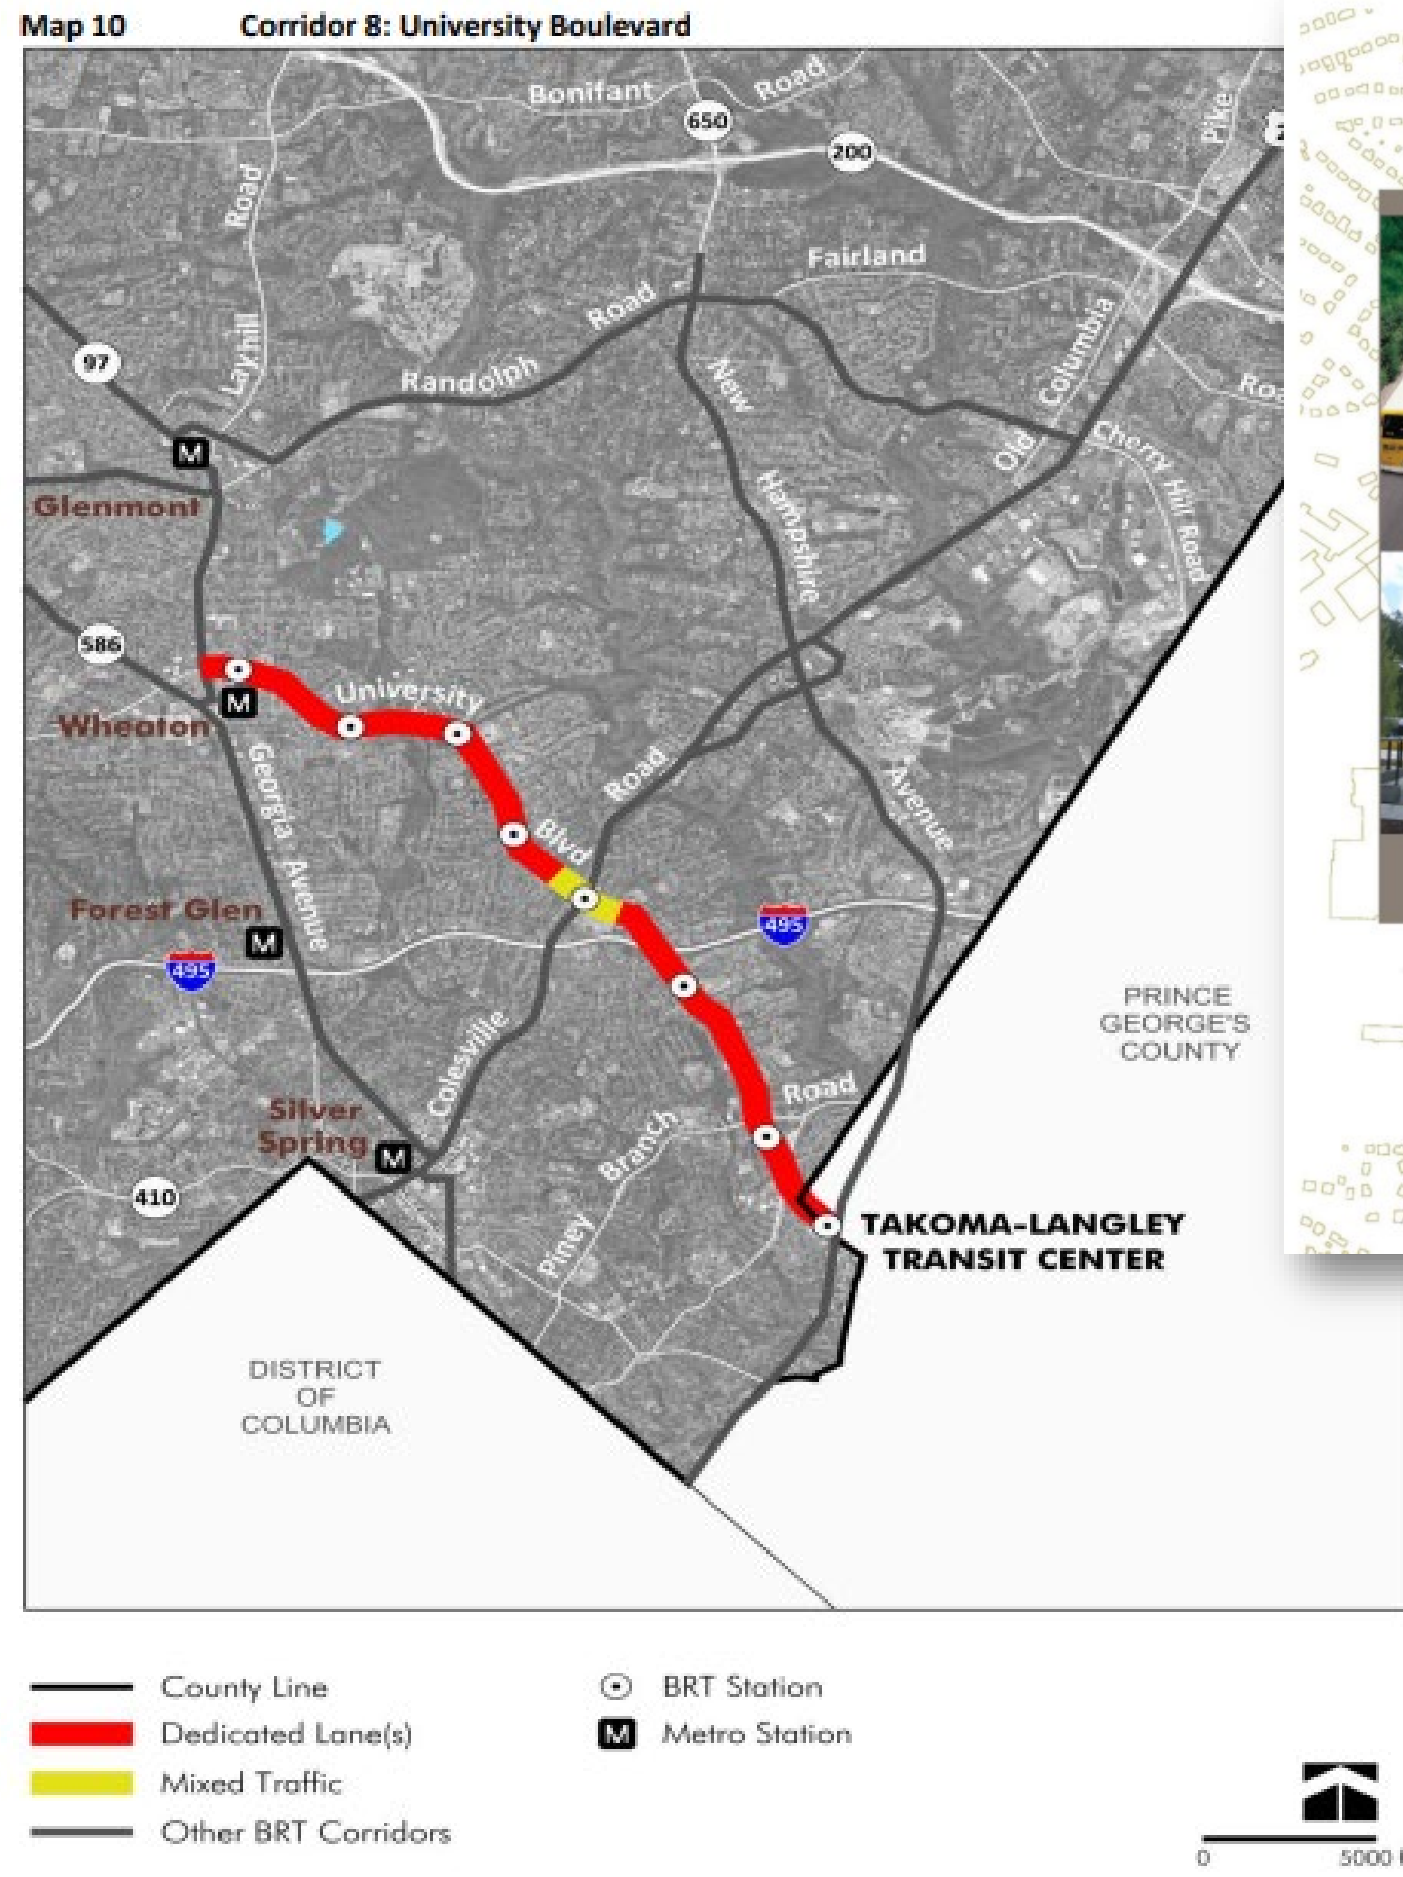 Map 10 Corridor 8: University Boulevard
Bonifant Road
650
200
Pike
Road
Layhill
Fairland
Road
Randolph
97
New
Hampshire
Avenue
Columbia
Old
Cherry Hill Road
M
Glenmont
586
University
Blvd
M
Wheaton
Georgia Avenue
Road
Colesville
Forest Glen
M
495
495
PRINCE
GEORGE'S
COUNTY
Silver
Spring
M
Road
Branch
Piney
410
TAKOMA-LANGLEY
TRANSIT CENTER
DISTRICT
OF
COLUMBIA
County Line
Dedicated Lane(s)
Mixed Traffic
Other BRT Corridors
BRT Station
M Metro Station
0 5000